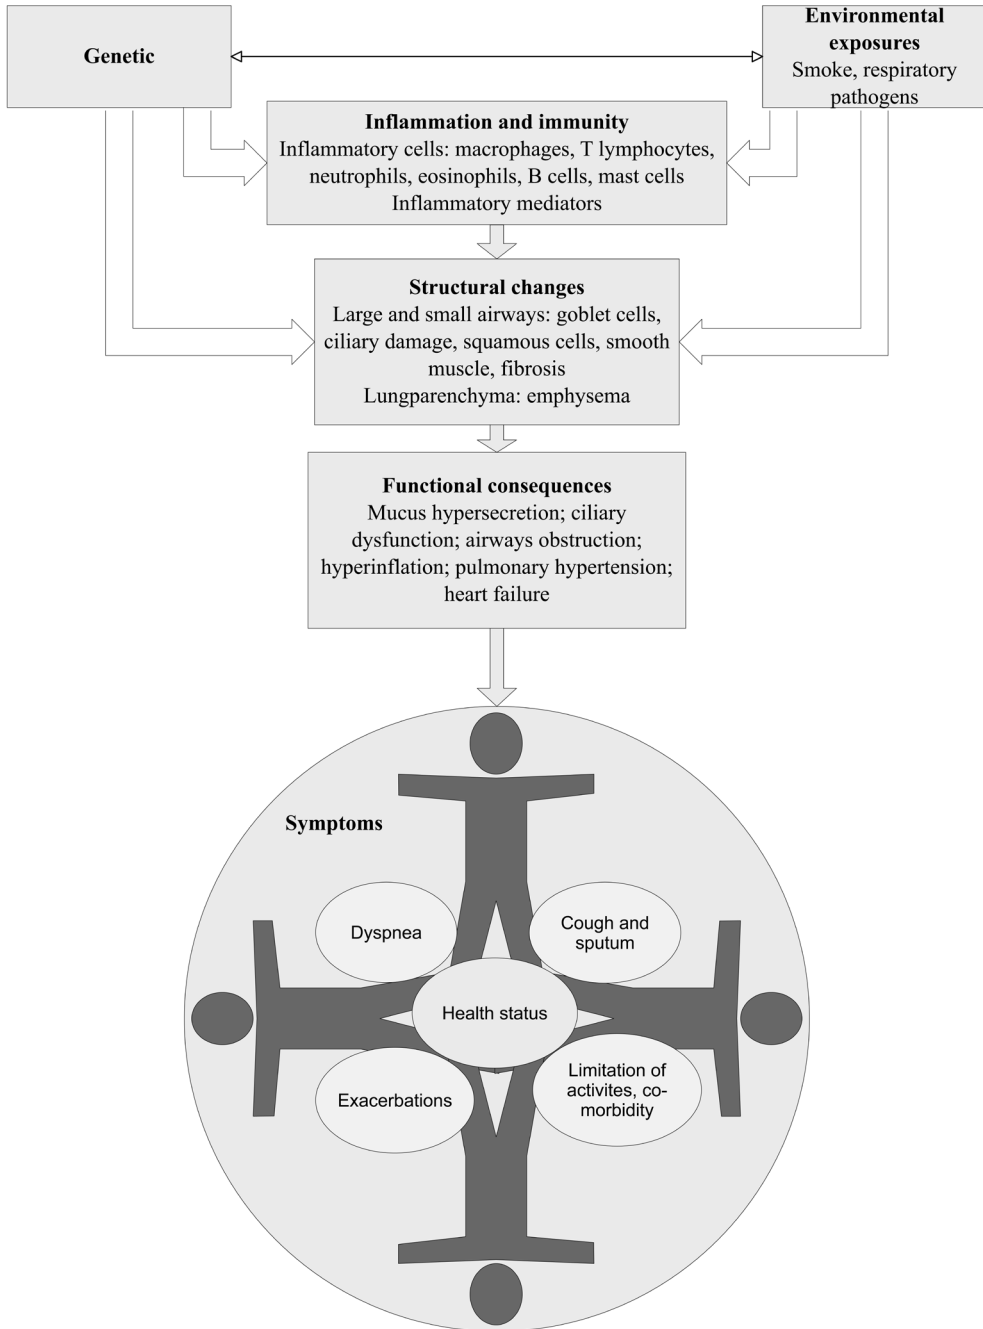 Genetic
Environmental
exposures
Smoke, respiratory
pathogens
Inflammation and immunity
Inflammatory cells: macrophages, T lymphocytes,
neutrophils, eosinophils, B cells, mast cells
Inflammatory mediators
Structural changes
Large and small airways: goblet cells,
ciliary damage, squamous cells, smooth
muscle, fibrosis
Lungparenchyma: emphysema
Functional consequences
Mucus hypersecretion; ciliary
dysfunction; airways obstruction;
hyperinflation; pulmonary hypertension;
heart failure
Symptoms
Dyspnea
Cough and
sputum
Health status
Exacerbations
Limitation of
activites, co-
morbidity